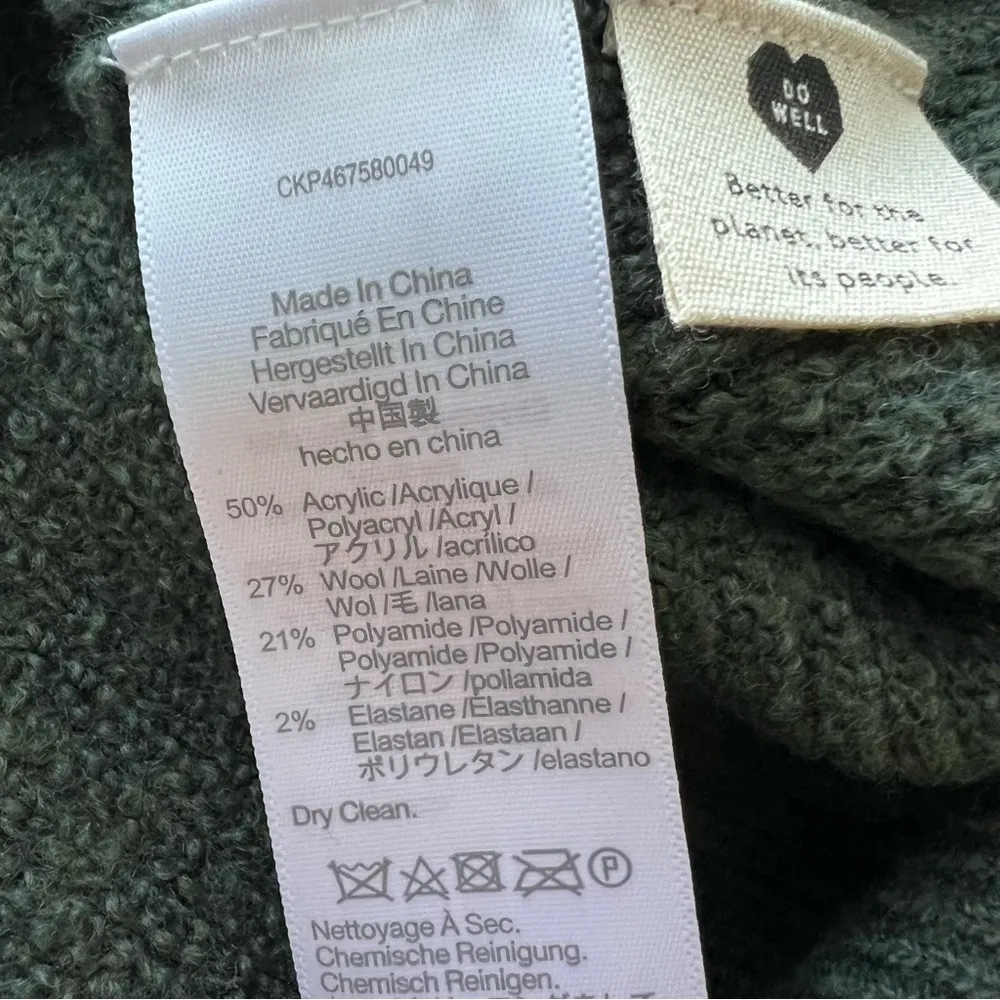 CKP467580049
Made In China
Fabriqué En Chine
Hergestellt In China
Vervaardigd In China
中国製
hecho en china
50% Acrylic /Acrylique /
Polyacryl /Acryl /
アクリル /acrílico
27% Wool /Laine /Wolle /
Wol /毛 /lana
21% Polyamide /Polyamide /
Polyamide /Polyamide /
ナイロン /poliamida
2% Elastane /Elasthanne /
Elastan /Elastaan /
ポリウレタン /elastano
Dry Clean.
P
Nettoyage À Sec.
Chemische Reinigung.
Chemisch Reinigen.
DO
WELL
Better for the
planet, better for
its people.